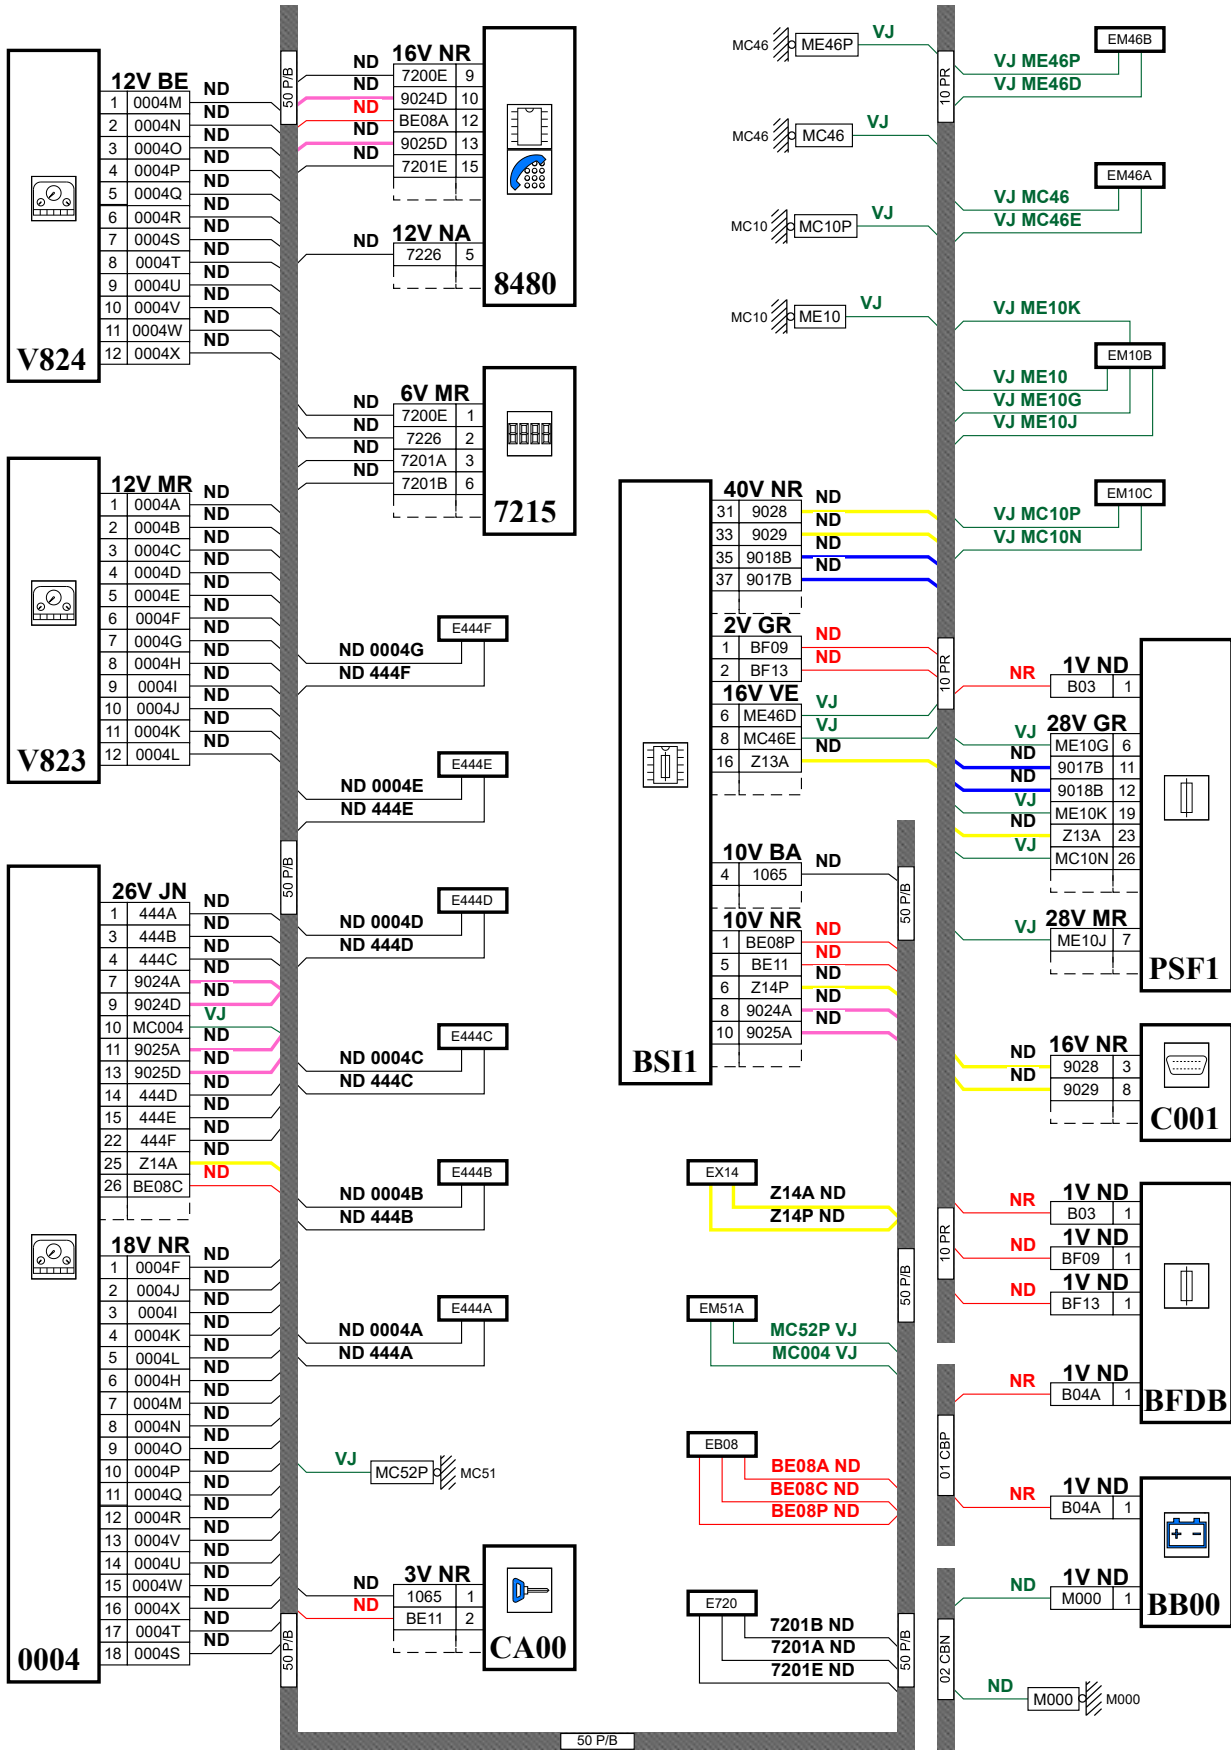 V824
12V BE
1 0004M ND
2 0004N ND
3 0004O ND
4 0004P ND
5 0004Q ND
6 0004R ND
7 0004S ND
8 0004T ND
9 0004U ND
10 0004V ND
11 0004W ND
12 0004X ND
V823
12V MR
1 0004A ND
2 0004B ND
3 0004C ND
4 0004D ND
5 0004E ND
6 0004F ND
7 0004G ND
8 0004H ND
9 0004I ND
10 0004J ND
11 0004K ND
12 0004L ND
0004
26V JN
1 444A ND
3 444B ND
4 444C ND
7 9024A ND
9 9024D ND
10 MC004 VJ
11 9025A ND
13 9025D ND
14 444D ND
15 444E ND
22 444F ND
25 Z14A ND
26 BE08C ND
18V NR
1 0004F ND
2 0004J ND
3 0004I ND
4 0004K ND
5 0004L ND
6 0004H ND
7 0004M ND
8 0004N ND
9 0004O ND
10 0004P ND
11 0004Q ND
12 0004R ND
13 0004V ND
14 0004U ND
15 0004W ND
16 0004X ND
17 0004T ND
18 0004S ND
50 P/B
50 P/B
50 P/B
50 P/B
16V NR
ND 7200E 9
ND 9024D 10
ND BE08A 12
ND 9025D 13
ND 7201E 15
12V NA
ND 7226 5
8480
6V MR
ND 7200E 1
ND 7226 2
ND 7201A 3
ND 7201B 6
7215
E444F
ND 0004G
ND 444F
E444E
ND 0004E
ND 444E
E444D
ND 0004D
ND 444D
E444C
ND 0004C
ND 444C
E444B
ND 0004B
ND 444B
E444A
ND 0004A
ND 444A
VJ MC52P MC51
3V NR
ND 1065 1
ND BE11 2
CA00
MC46 ME46P VJ
MC46 MC46 VJ
MC10 MC10P VJ
MC10 ME10 VJ
BSI1
40V NR
31 9028 ND
33 9029 ND
35 9018B ND
37 9017B ND
2V GR
1 BF09 ND
2 BF13 ND
16V VE
6 ME46D VJ
8 MC46E VJ
16 Z13A ND
10V BA
4 1065 ND
10V NR
1 BE08P ND
5 BE11 ND
6 Z14P ND
8 9024A ND
10 9025A ND
50 P/B
50 P/B
50 P/B
EX14
Z14A ND
Z14P ND
EM51A
MC52P VJ
MC004 VJ
EB08
BE08A ND
BE08C ND
BE08P ND
E720
7201B ND
7201A ND
7201E ND
10 PR
10 PR
10 PR
01 CBP
02 CBN
EM46B
VJ ME46P
VJ ME46D
EM46A
VJ MC46
VJ MC46E
VJ ME10K
EM10B
VJ ME10
VJ ME10G
VJ ME10J
EM10C
VJ MC10P
VJ MC10N
1V ND
NR B03 1
28V GR
VJ ME10G 6
ND 9017B 11
ND 9018B 12
VJ ME10K 19
ND Z13A 23
VJ MC10N 26
28V MR
VJ ME10J 7
PSF1
16V NR
ND 9028 3
ND 9029 8
C001
1V ND
NR B03 1
1V ND
ND BF09 1
1V ND
ND BF13 1
1V ND
NR B04A 1
BFDB
1V ND
NR B04A 1
1V ND
ND M000 1
BB00
ND M000 M000